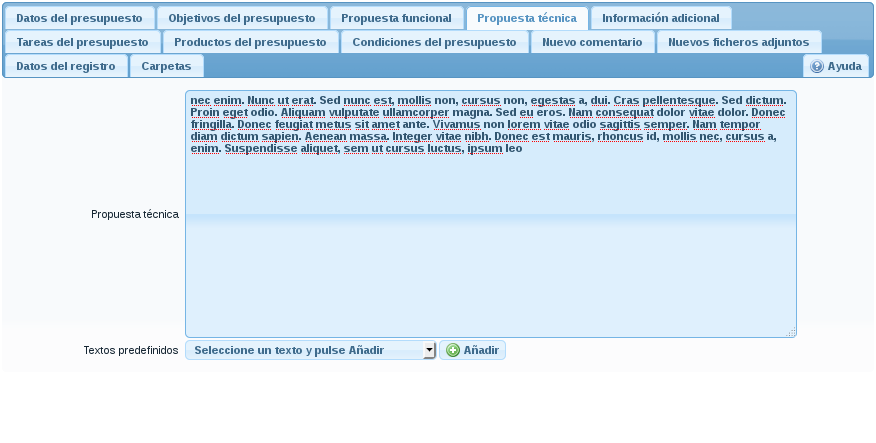 Datos del presupuesto Objetivos del presupuesto Propuesta funcional Propuesta técnica Información adicional
Tareas del presupuesto Productos del presupuesto Condiciones del presupuesto Nuevo comentario Nuevos ficheros adjuntos
Datos del registro Carpetas Ayuda
nec enim. Nunc ut erat. Sed nunc est, mollis non, cursus non, egestas a, dui. Cras pellentesque. Sed dictum.
Proin eget odio. Aliquam vulputate ullamcorper magna. Sed eu eros. Nam consequat dolor vitae dolor. Donec
fringilla. Donec feugiat metus sit amet ante. Vivamus non lorem vitae odio sagittis semper. Nam tempor
diam dictum sapien. Aenean massa. Integer vitae nibh. Donec est mauris, rhoncus id, mollis nec, cursus a,
enim. Suspendisse aliquet, sem ut cursus luctus, ipsum leo
Propuesta técnica
Textos predefinidos Seleccione un texto y pulse Añadir Añadir